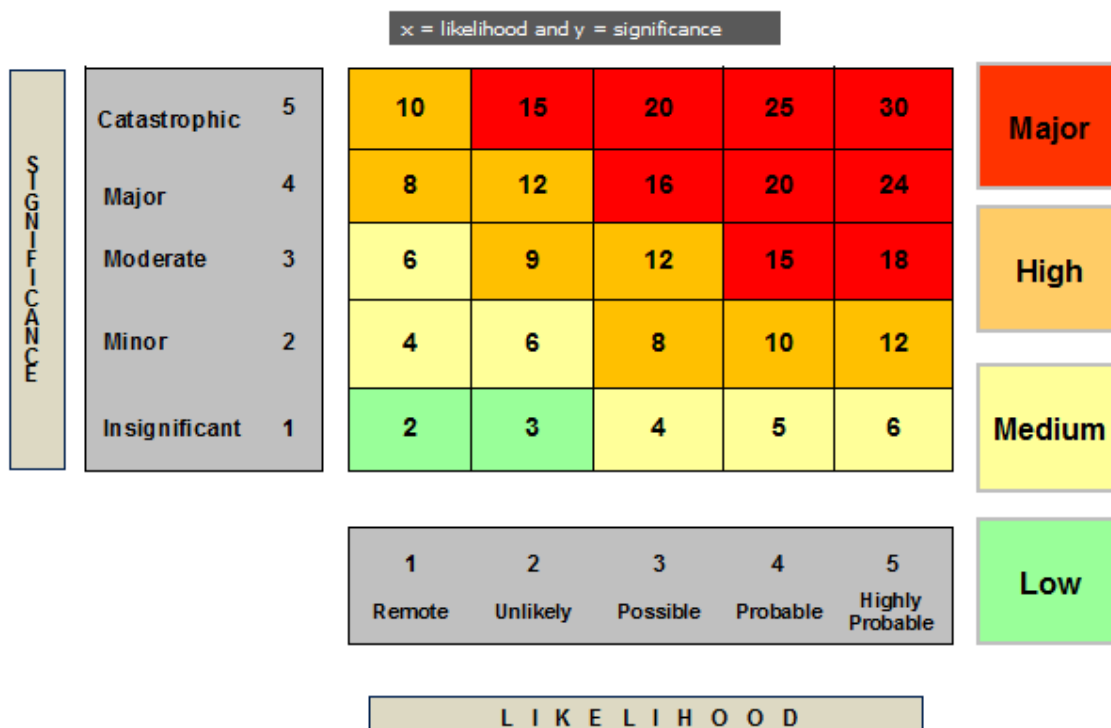 x = likelihood and y = significance
SIGNIFICANCE
Catastrophic 5 10 15 20 25 30 Major
Major 4 8 12 16 20 24
Moderate 3 6 9 12 15 18 High
Minor 2 4 6 8 10 12
Insignificant 1 2 3 4 5 6 Medium
1 2 3 4 5
Remote Unlikely Possible Probable Highly
Probable
Low
LIKELIHOOD